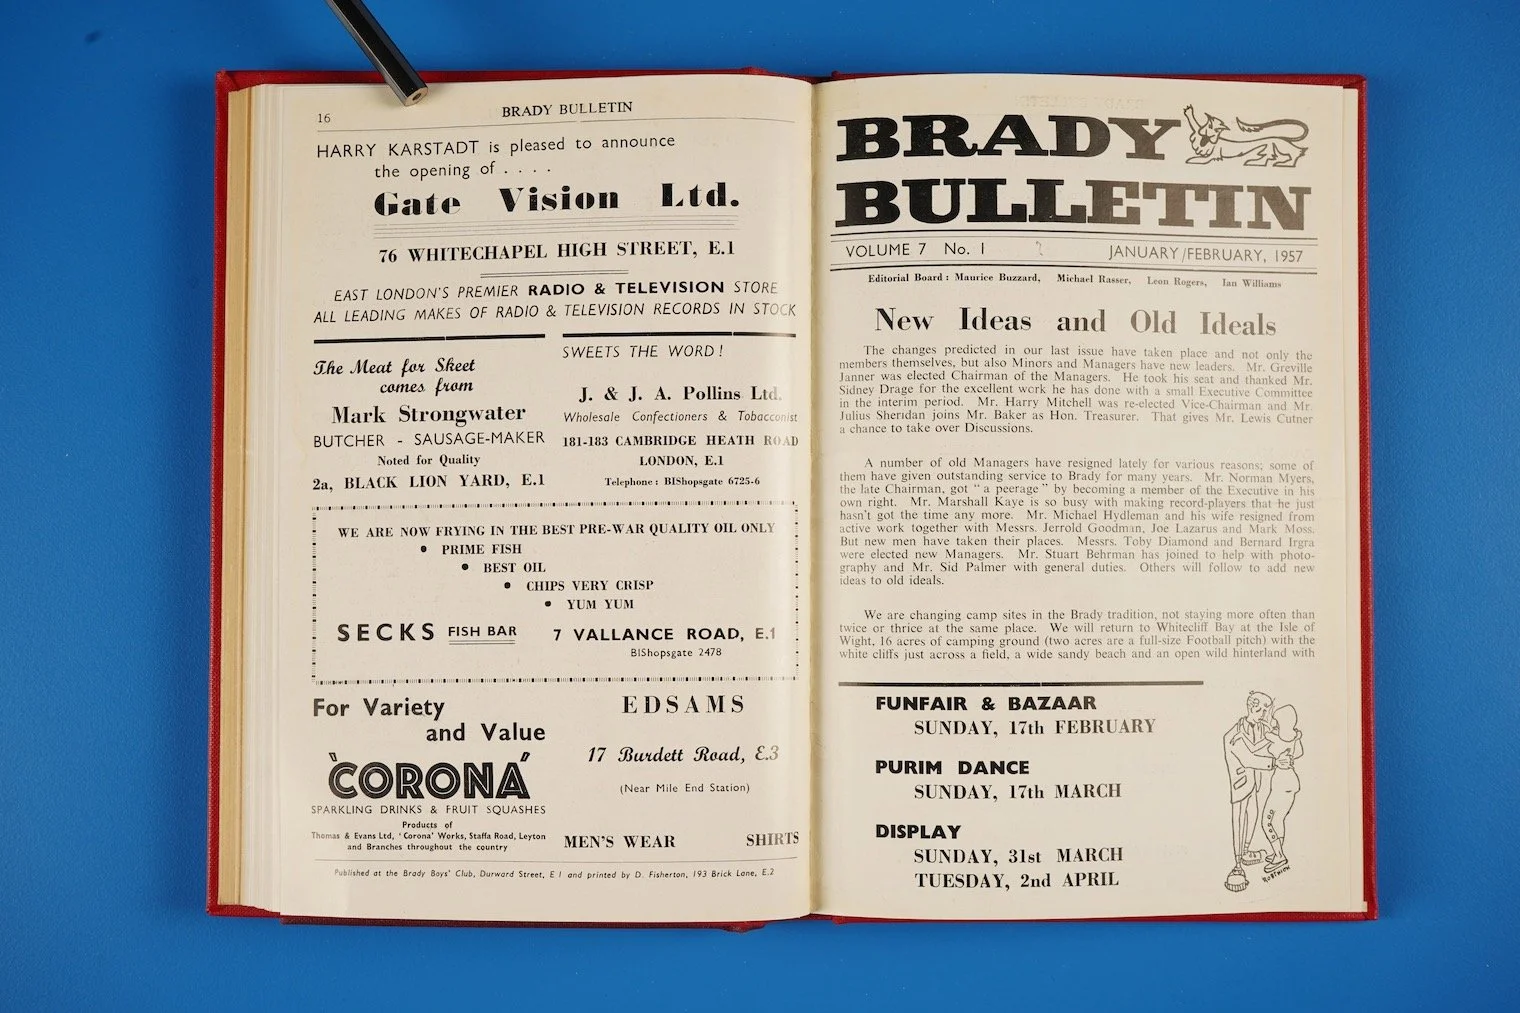 16
BRADY BULLETIN
HARRY KARSTADT is pleased to announce
the opening of . . . .
Gate Vision Ltd.
76 WHITECHAPEL HIGH STREET, E.1
EAST LONDON'S PREMIER RADIO & TELEVISION STORE
ALL LEADING MAKES OF RADIO & TELEVISION RECORDS IN STOCK
The Meat for Skeet
comes from
Mark Strongwater
BUTCHER - SAUSAGE-MAKER
Noted for Quality
2a, BLACK LION YARD, E.1
SWEETS THE WORD!
J. & J. A. Pollins Ltd.
Wholesale Confectioners & Tobacconist
181-183 CAMBRIDGE HEATH ROAD
LONDON, E.1
Telephone : BIShopsgate 6725-6
WE ARE NOW FRYING IN THE BEST PRE-WAR QUALITY OIL ONLY
• PRIME FISH
• BEST OIL
• CHIPS VERY CRISP
• YUM YUM
SECKS FISH BAR 7 VALLANCE ROAD, E.1
BIShopsgate 2478
For Variety
and Value
'CORONA'
SPARKLING DRINKS & FRUIT SQUASHES
Products of
Thomas & Evans Ltd, 'Corona' Works, Staffa Road, Leyton
and Branches throughout the country
EDSAMS
17 Burdett Road, E.3
(Near Mile End Station)
MEN'S WEAR SHIRTS
Published at the Brady Boys' Club, Durward Street, E 1 and printed by D. Fisherton, 193 Brick Lane, E.2
BRADY
BULLETIN
VOLUME 7 No. 1 JANUARY/FEBRUARY, 1957
Editorial Board : Maurice Buzzard, Michael Rasser, Leon Rogers, Ian Williams
New Ideas and Old Ideals
The changes predicted in our last issue have taken place and not only the
members themselves, but also Minors and Managers have new leaders. Mr. Greville
Janner was elected Chairman of the Managers. He took his seat and thanked Mr.
Sidney Drage for the excellent work he has done with a small Executive Committee
in the interim period. Mr. Harry Mitchell was re-elected Vice-Chairman and Mr.
Julius Sheridan joins Mr. Baker as Hon. Treasurer. That gives Mr. Lewis Cutner
a chance to take over Discussions.
A number of old Managers have resigned lately for various reasons; some of
them have given outstanding service to Brady for many years. Mr. Norman Myers,
the late Chairman, got " a peerage " by becoming a member of the Executive in his
own right. Mr. Marshall Kaye is so busy with making record-players that he just
hasn't got the time any more. Mr. Michael Hydleman and his wife resigned from
active work together with Messrs. Jerrold Goodman, Joe Lazarus and Mark Moss.
But new men have taken their places. Messrs. Toby Diamond and Bernard Irgra
were elected new Managers. Mr. Stuart Behrman has joined to help with photo-
graphy and Mr. Sid Palmer with general duties. Others will follow to add new
ideas to old ideals.
We are changing camp sites in the Brady tradition, not staying more often than
twice or thrice at the same place. We will return to Whitecliff Bay at the Isle of
Wight, 16 acres of camping ground (two acres are a full-size Football pitch) with the
white cliffs just across a field, a wide sandy beach and an open wild hinterland with
FUNFAIR & BAZAAR
SUNDAY, 17th FEBRUARY
PURIM DANCE
SUNDAY, 17th MARCH
DISPLAY
SUNDAY, 31st MARCH
TUESDAY, 2nd APRIL